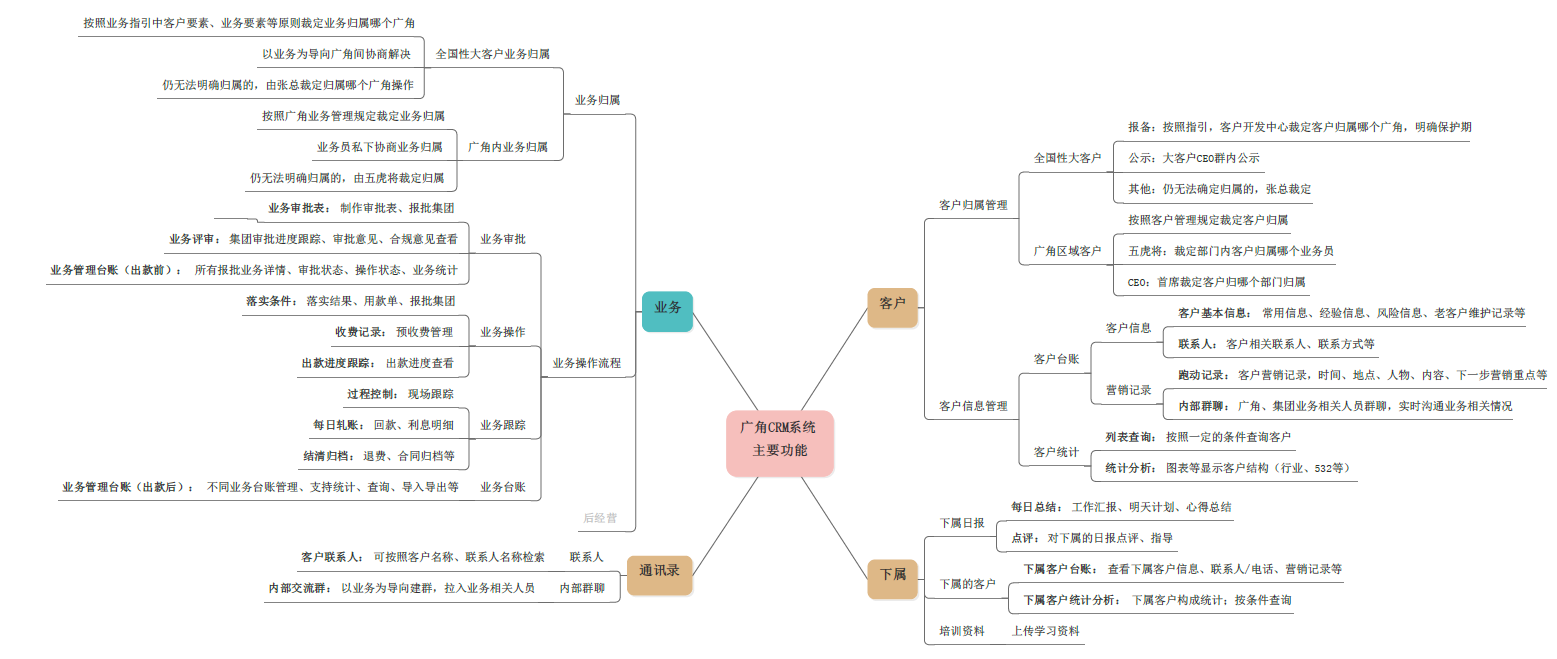 广角CRM系统
主要功能
业务
业务归属
全国性大客户业务归属
按照业务指引中客户要素、业务要素等原则裁定业务归属哪个广角
以业务为导向广角间协商解决
仍无法明确归属的，由张总裁定归属哪个广角操作
广角内业务归属
按照广角业务管理规定裁定业务归属
业务员私下协商业务归属
仍无法明确归属的，由五虎将裁定归属
业务操作流程
业务审批
业务审批表： 制作审批表、报批集团
业务评审： 集团审批进度跟踪、审批意见、合规意见查看
业务管理台账（出款前）： 所有报批业务详情、审批状态、操作状态、业务统计
业务操作
落实条件： 落实结果、用款单、报批集团
收费记录： 预收费管理
出款进度跟踪： 出款进度查看
业务跟踪
过程控制： 现场跟踪
每日轧账： 回款、利息明细
结清归档： 退费、合同归档等
业务台账
业务管理台账（出款后）： 不同业务台账管理、支持统计、查询、导入导出等
后经营
通讯录
联系人
客户联系人： 可按照客户名称、联系人名称检索
内部群聊
内部交流群： 以业务为导向建群，拉入业务相关人员
客户
客户归属管理
全国性大客户
报备：按照指引，客户开发中心裁定客户归属哪个广角，明确保护期
公示：大客户CEO群内公示
其他：仍无法确定归属的，张总裁定
广角区域客户
按照客户管理规定裁定客户归属
五虎将：裁定部门内客户归属哪个业务员
CEO：首席裁定客户归哪个部门归属
客户信息管理
客户台账
客户信息
客户基本信息： 常用信息、经验信息、风险信息、老客户维护记录等
联系人： 客户相关联系人、联系方式等
营销记录
跑动记录： 客户营销记录，时间、地点、人物、内容、下一步营销重点等
内部群聊： 广角、集团业务相关人员群聊，实时沟通业务相关情况
客户统计
列表查询： 按照一定的条件查询客户
统计分析： 图表等显示客户结构（行业、532等）
下属
下属日报
每日总结： 工作汇报、明天计划、心得总结
点评： 对下属的日报点评、指导
下属的客户
下属客户台账： 查看下属客户信息、联系人/电话、营销记录等
下属客户统计分析： 下属客户构成统计；按条件查询
培训资料
上传学习资料